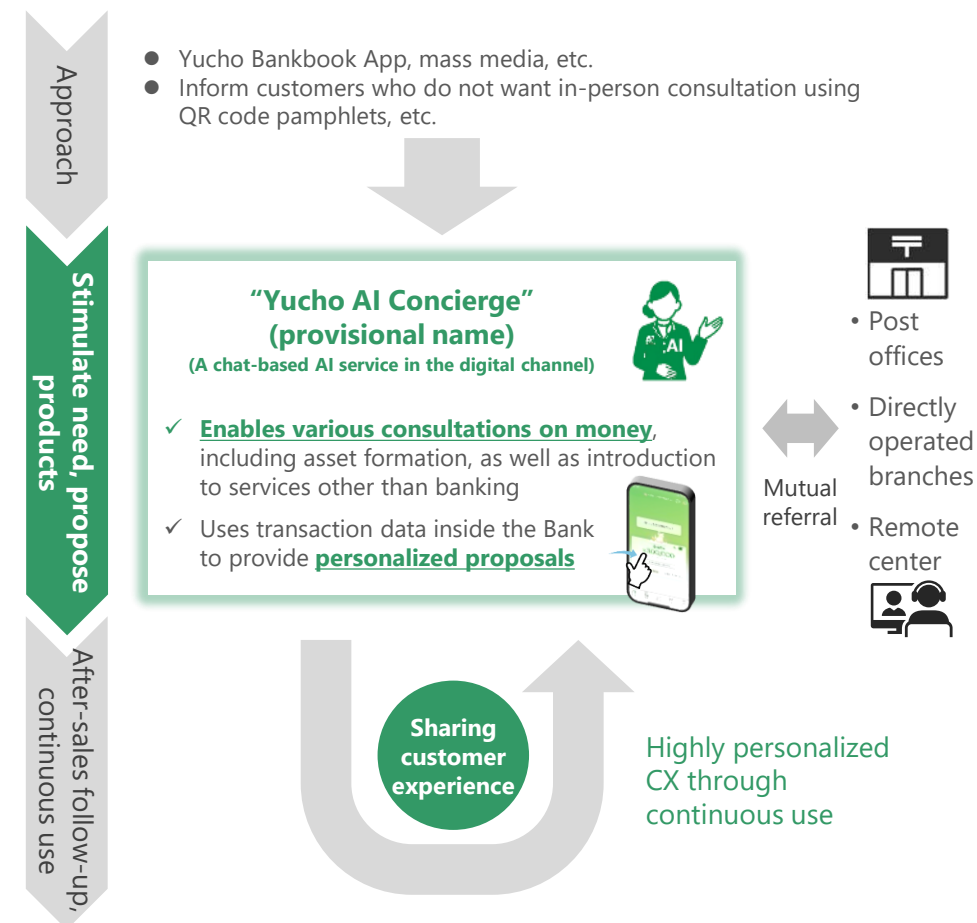 Approach
● Yucho Bankbook App, mass media, etc.
● Inform customers who do not want in-person consultation using
QR code pamphlets, etc.
Stimulate need, propose
products
“Yucho AI Concierge”
(provisional name)
(A chat-based AI service in the digital channel)
AI
✓ Enables various consultations on money,
including asset formation, as well as introduction
to services other than banking
✓ Uses transaction data inside the Bank
to provide personalized proposals
Mutual
referral
• Post
offices
• Directly
operated
branches
• Remote
center
After-sales follow-up,
continuous use
Sharing
customer
experience
Highly personalized
CX through
continuous use